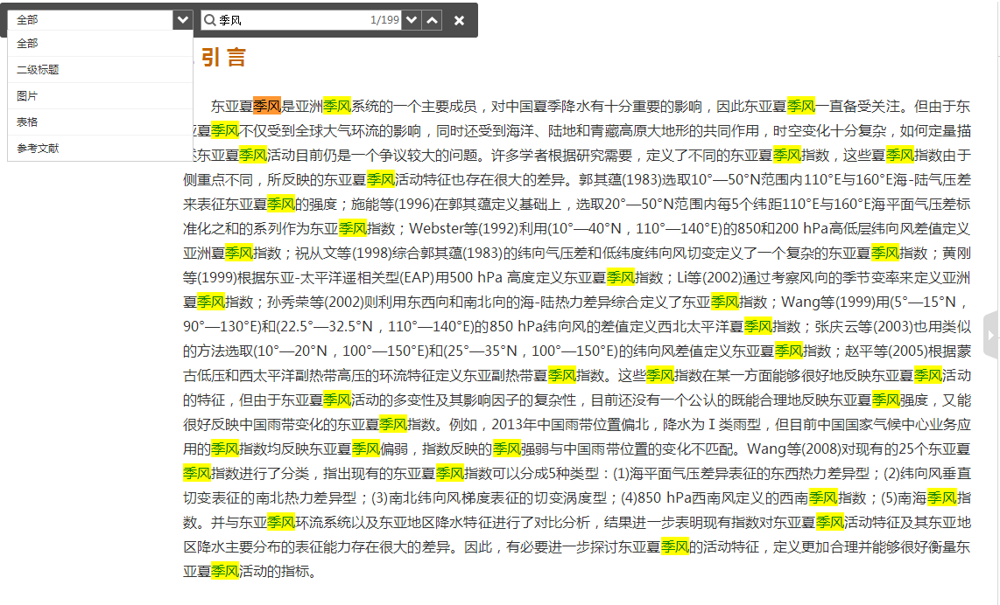 全部
季风 1/199
全部
二级标题
图片
表格
参考文献
引 言
东亚夏季风是亚洲季风系统的一个主要成员，对中国夏季降水有十分重要的影响，因此东亚夏季风一直备受关注。但由于东
亚夏季风不仅受到全球大气环流的影响，同时还受到海洋、陆地和青藏高原大地形的共同作用，时空变化十分复杂，如何定量描
述东亚夏季风活动目前仍是一个争议较大的问题。许多学者根据研究需要，定义了不同的东亚夏季风指数，这些夏季风指数由于
侧重点不同，所反映的东亚夏季风活动特征也存在很大的差异。郭其蕴(1983)选取10°—50°N范围内110°E与160°E海-陆气压差
来表征东亚夏季风的强度；施能等(1996)在郭其蕴定义基础上，选取20°—50°N范围内每5个纬距110°E与160°E海平面气压差标
准化之和的系列作为东亚季风指数；Webster等(1992)利用(10°—40°N，110°—140°E)的850和200 hPa高低层纬向风差值定义
亚洲夏季风指数；祝从文等(1998)综合郭其蕴(1983)的纬向气压差和低纬度纬向风切变定义了一个复杂的东亚夏季风指数；黄刚
等(1999)根据东亚-太平洋遥相关型(EAP)用500 hPa 高度定义东亚夏季风指数；Li等(2002)通过考察风向的季节变率来定义亚洲
夏季风指数；孙秀荣等(2002)则利用东西向和南北向的海-陆热力差异综合定义了东亚季风指数；Wang等(1999)用(5°—15°N，
90°—130°E)和(22.5°—32.5°N，110°—140°E)的850 hPa纬向风的差值定义西北太平洋夏季风指数；张庆云等(2003)也用类似
的方法选取(10°—20°N，100°—150°E)和(25°—35°N，100°—150°E)的纬向风差值定义东亚夏季风指数；赵平等(2005)根据蒙
古低压和西太平洋副热带高压的环流特征定义东亚副热带夏季风指数。这些季风指数在某一方面能够很好地反映东亚夏季风活动
的特征，但由于东亚夏季风活动的多变性及其影响因子的复杂性，目前还没有一个公认的既能合理地反映东亚夏季风强度，又能
很好反映中国雨带变化的东亚夏季风指数。例如，2013年中国雨带位置偏北，降水为Ⅰ类雨型，但目前中国国家气候中心业务应
用的季风指数均反映东亚夏季风偏弱，指数反映的季风强弱与中国雨带位置的变化不匹配。Wang等(2008)对现有的25个东亚夏
季风指数进行了分类，指出现有的东亚夏季风指数可以分成5种类型：(1)海平面气压差异表征的东西热力差异型；(2)纬向风垂直
切变表征的南北热力差异型；(3)南北纬向风梯度表征的切变涡度型；(4)850 hPa西南风定义的西南季风指数；(5)南海季风指
数。并与东亚季风环流系统以及东亚地区降水特征进行了对比分析，结果进一步表明现有指数对东亚夏季风活动特征及其东亚地
区降水主要分布的表征能力存在很大的差异。因此，有必要进一步探讨东亚夏季风的活动特征，定义更加合理并能够很好衡量东
亚夏季风活动的指标。